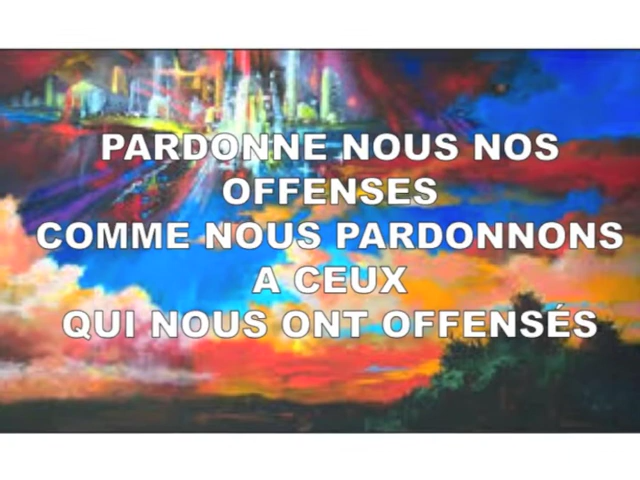 PARDONNE NOUS NOS
OFFENSES
COMME NOUS PARDONNONS
A CEUX
QUI NOUS ONT OFFENSÉS